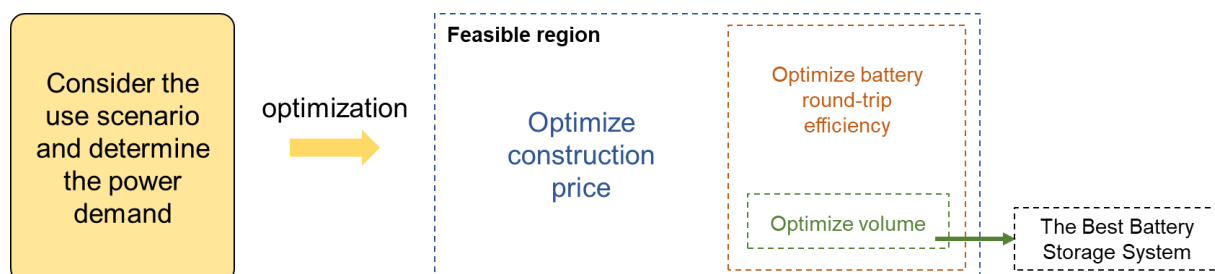 Consider the
use scenario
and determine
the power
demand
optimization
Feasible region
Optimize
construction
price
Optimize battery
round-trip
efficiency
Optimize volume
The Best Battery
Storage System